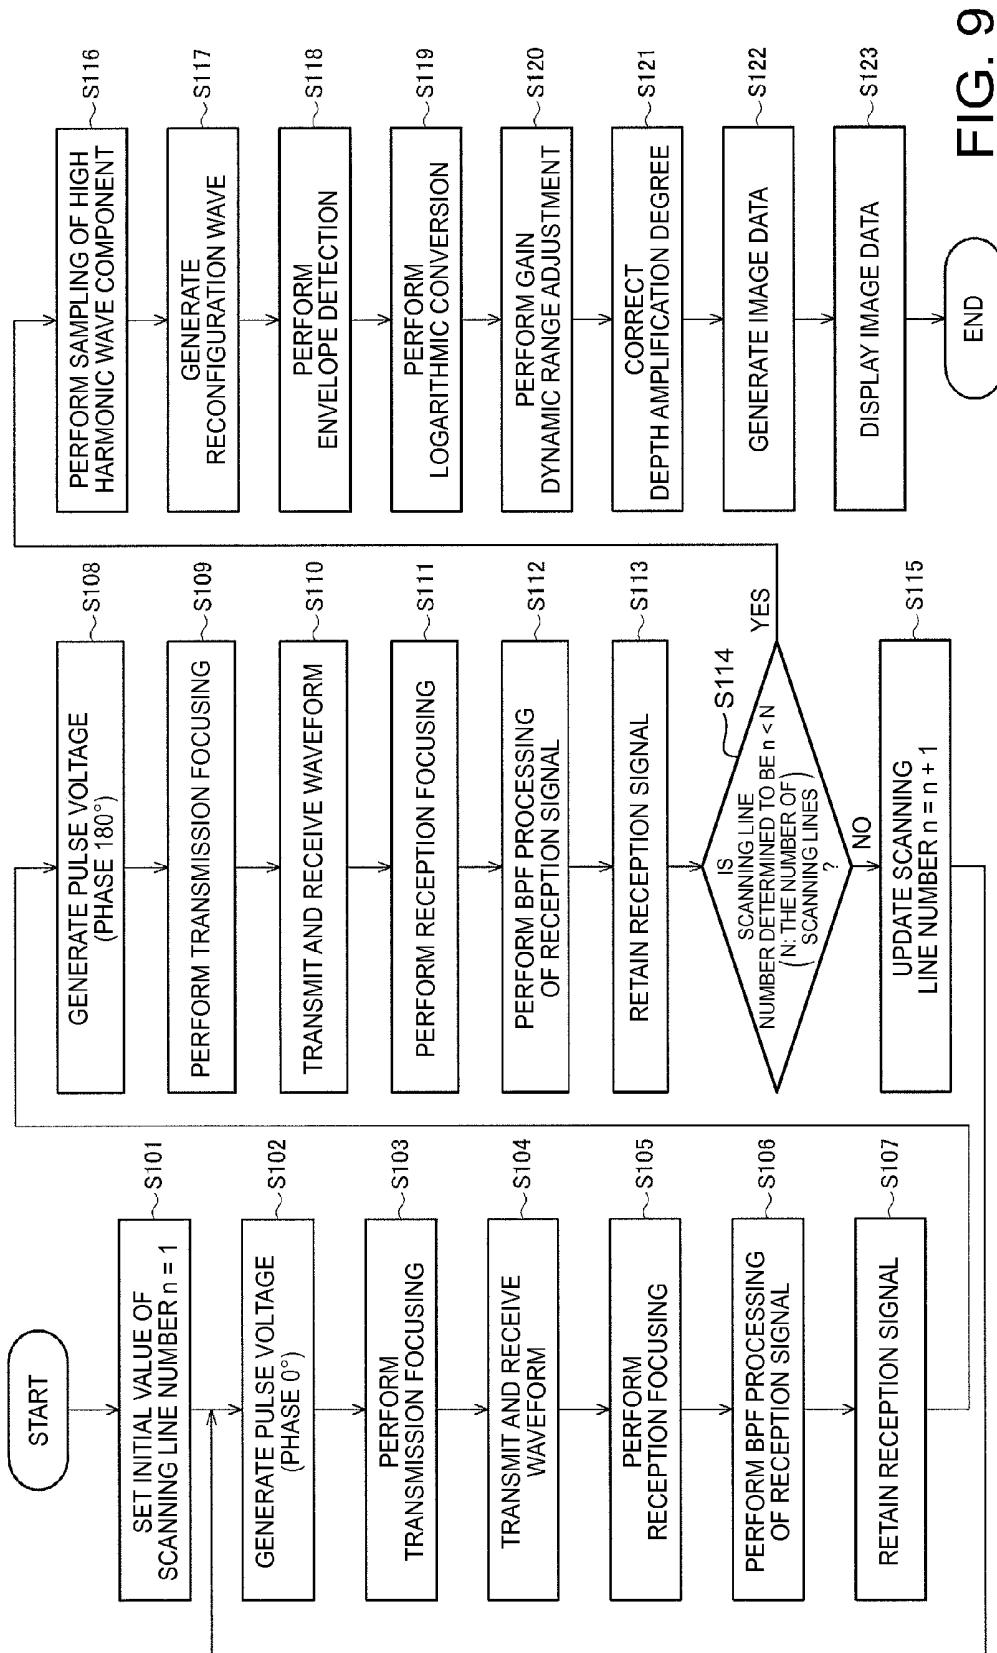 START
SET INITIAL VALUE OF
SCANNING LINE NUMBER n = 1
S101
GENERATE PULSE VOLTAGE
(PHASE 0°)
S102
PERFORM
TRANSMISSION FOCUSING
S103
TRANSMIT AND RECEIVE
WAVEFORM
S104
PERFORM
RECEPTION FOCUSING
S105
PERFORM BPF PROCESSING
OF RECEPTION SIGNAL
S106
RETAIN RECEPTION SIGNAL
S107
GENERATE PULSE VOLTAGE
(PHASE 180°)
S108
PERFORM TRANSMISSION FOCUSING
S109
TRANSMIT AND RECEIVE WAVEFORM
S110
PERFORM RECEPTION FOCUSING
S111
PERFORM BPF PROCESSING
OF RECEPTION SIGNAL
S112
RETAIN RECEPTION SIGNAL
S113
IS
SCANNING LINE
NUMBER DETERMINED TO BE n < N
( N: THE NUMBER OF
SCANNING LINES )
?
S114
YES
NO
UPDATE SCANNING
LINE NUMBER n = n + 1
S115
PERFORM SAMPLING OF HIGH
HARMONIC WAVE COMPONENT
S116
GENERATE
RECONFIGURATION WAVE
S117
PERFORM
ENVELOPE DETECTION
S118
PERFORM
LOGARITHMIC CONVERSION
S119
PERFORM GAIN
DYNAMIC RANGE ADJUSTMENT
S120
CORRECT
DEPTH AMPLIFICATION DEGREE
S121
GENERATE IMAGE DATA
S122
DISPLAY IMAGE DATA
S123
END
FIG. 9